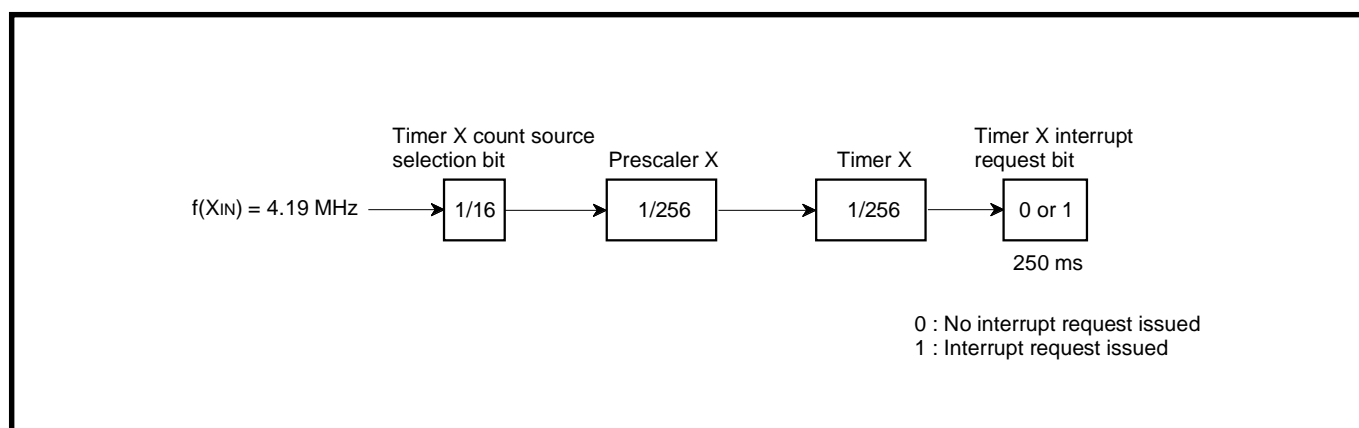 Timer X count source
selection bit
Prescaler X
Timer X
Timer X interrupt
request bit
f(XIN) = 4.19 MHz
1/16
1/256
1/256
0 or 1
250 ms
0 : No interrupt request issued
1 : Interrupt request issued